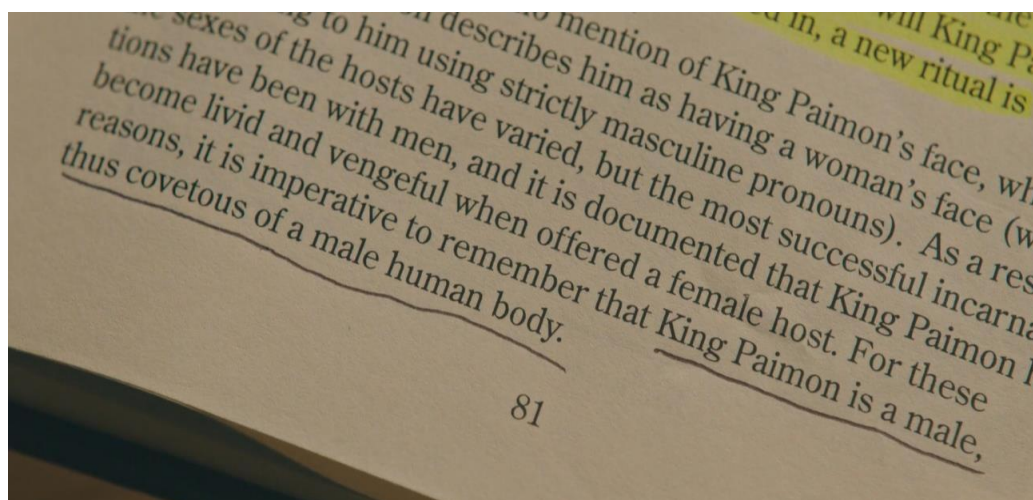 will King
in, a new ritual is
mention of King Paimon's face,
describes him as having a woman's face
to him using strictly masculine pronouns). As a
sexes of the hosts have varied, but the most successful incarna
tions have been with men, and it is documented that King Paimon
become livid and vengeful when offered a female host. For these
reasons, it is imperative to remember that King Paimon is a male,
thus covetous of a male human body.
81